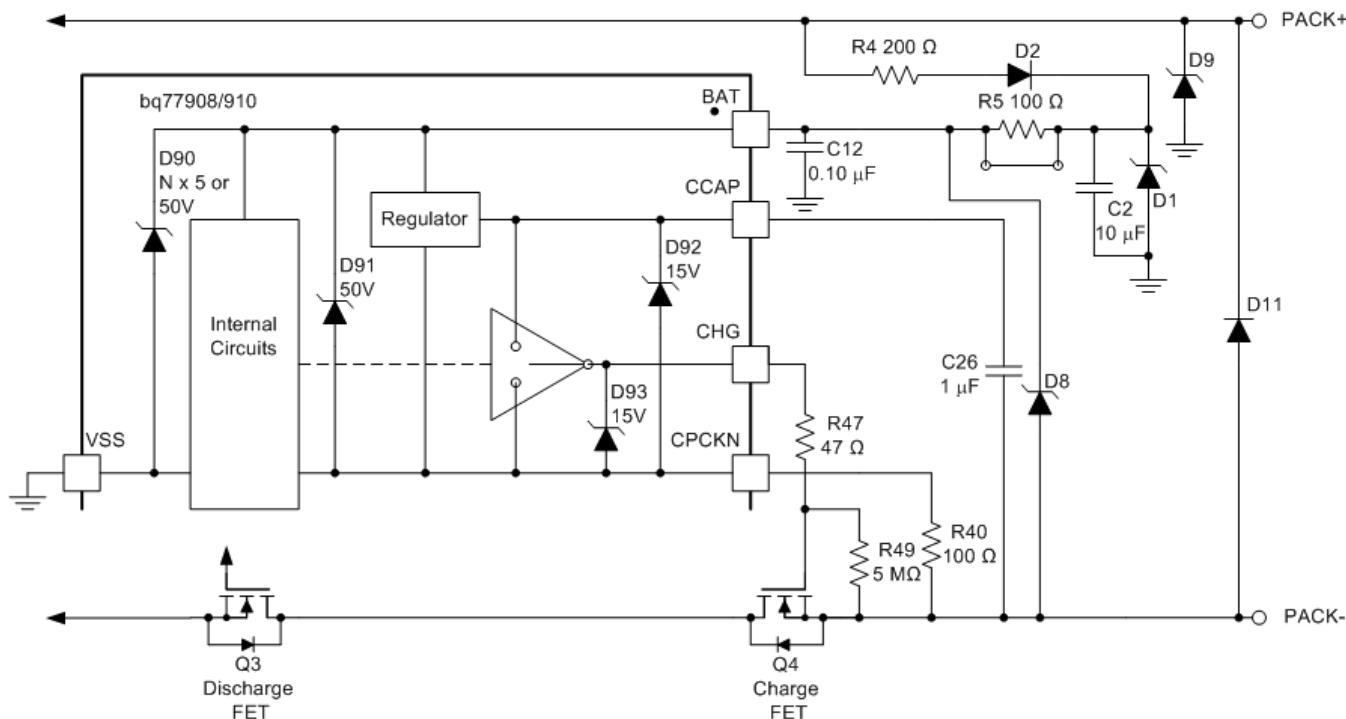 PACK+
R4 200 Ω
D2
D9
bq77908/910
BAT
R5 100 Ω
D90
N x 5 or
50V
C12
0.10 μF
CCAP
D1
C2
10 μF
Regulator
D92
15V
D91
50V
D11
Internal
Circuits
CHG
C26
1 μF
D8
D93
15V
R47
47 Ω
VSS
CPCKN
R49
5 MΩ
R40
100 Ω
PACK-
Q3
Discharge
FET
Q4
Charge
FET